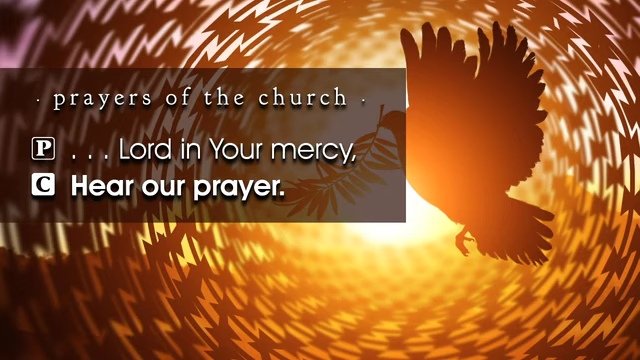 · prayers of the church ·
P . . . Lord in Your mercy,
C Hear our prayer.